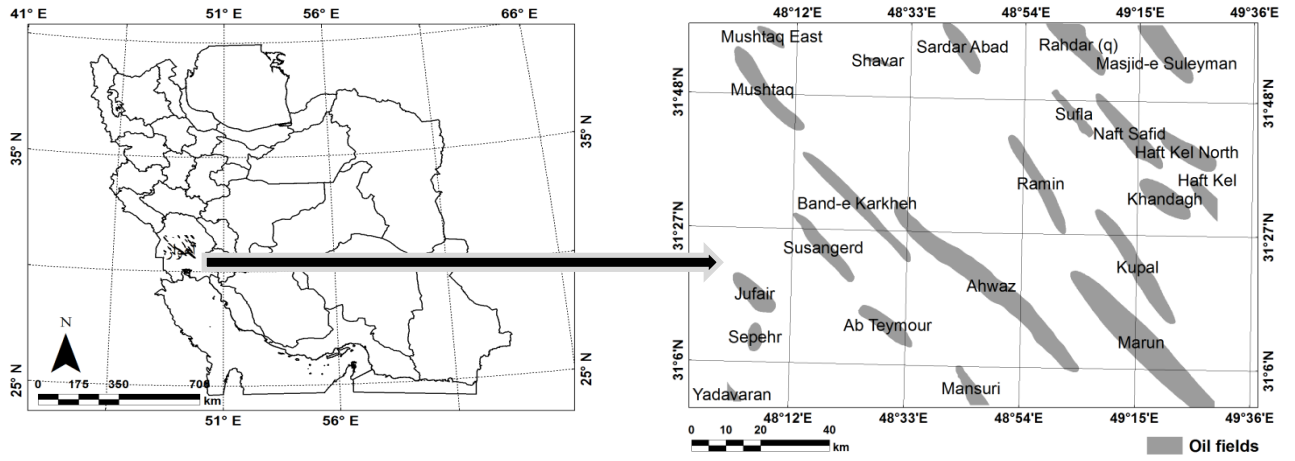 41° E
51° E
56° E
66° E
35° N
35° N
25° N
25° N
N
0 175 350 700
km
51° E
56° E
48°12'E
48°33'E
48°54'E
49°15'E
49°36'E
Mushtaq East
Sardar Abad
Rahdar (q)
Shavar
Masjid-e Suleyman
Mushtaq
31°48'N
31°48'N
Sufla
Naft Safid
Haft Kel North
Haft Kel
Ramin
Khandagh
Band-e Karkheh
31°27'N
31°27'N
Susangerd
Kupal
Jufair
Ahwaz
Ab Teymour
Sepehr
Marun
31°6'N
31°6'N
Yadavaran
Mansuri
48°12'E
48°33'E
48°54'E
49°15'E
49°36'E
0 10 20 40
km
Oil fields